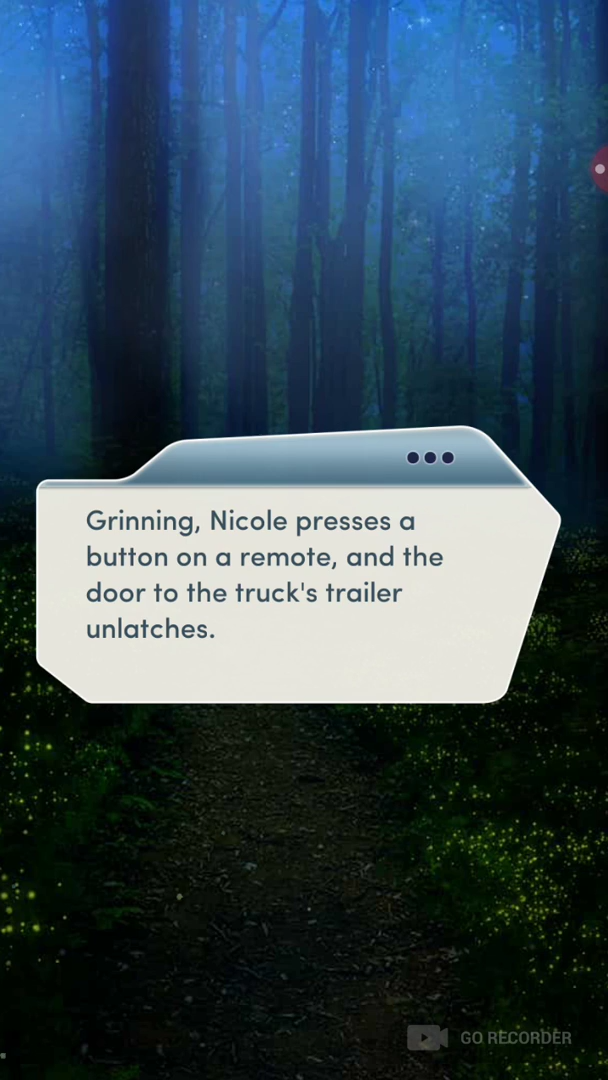 Grinning, Nicole presses a
button on a remote, and the
door to the truck's trailer
unlatches.
GO RECORDER